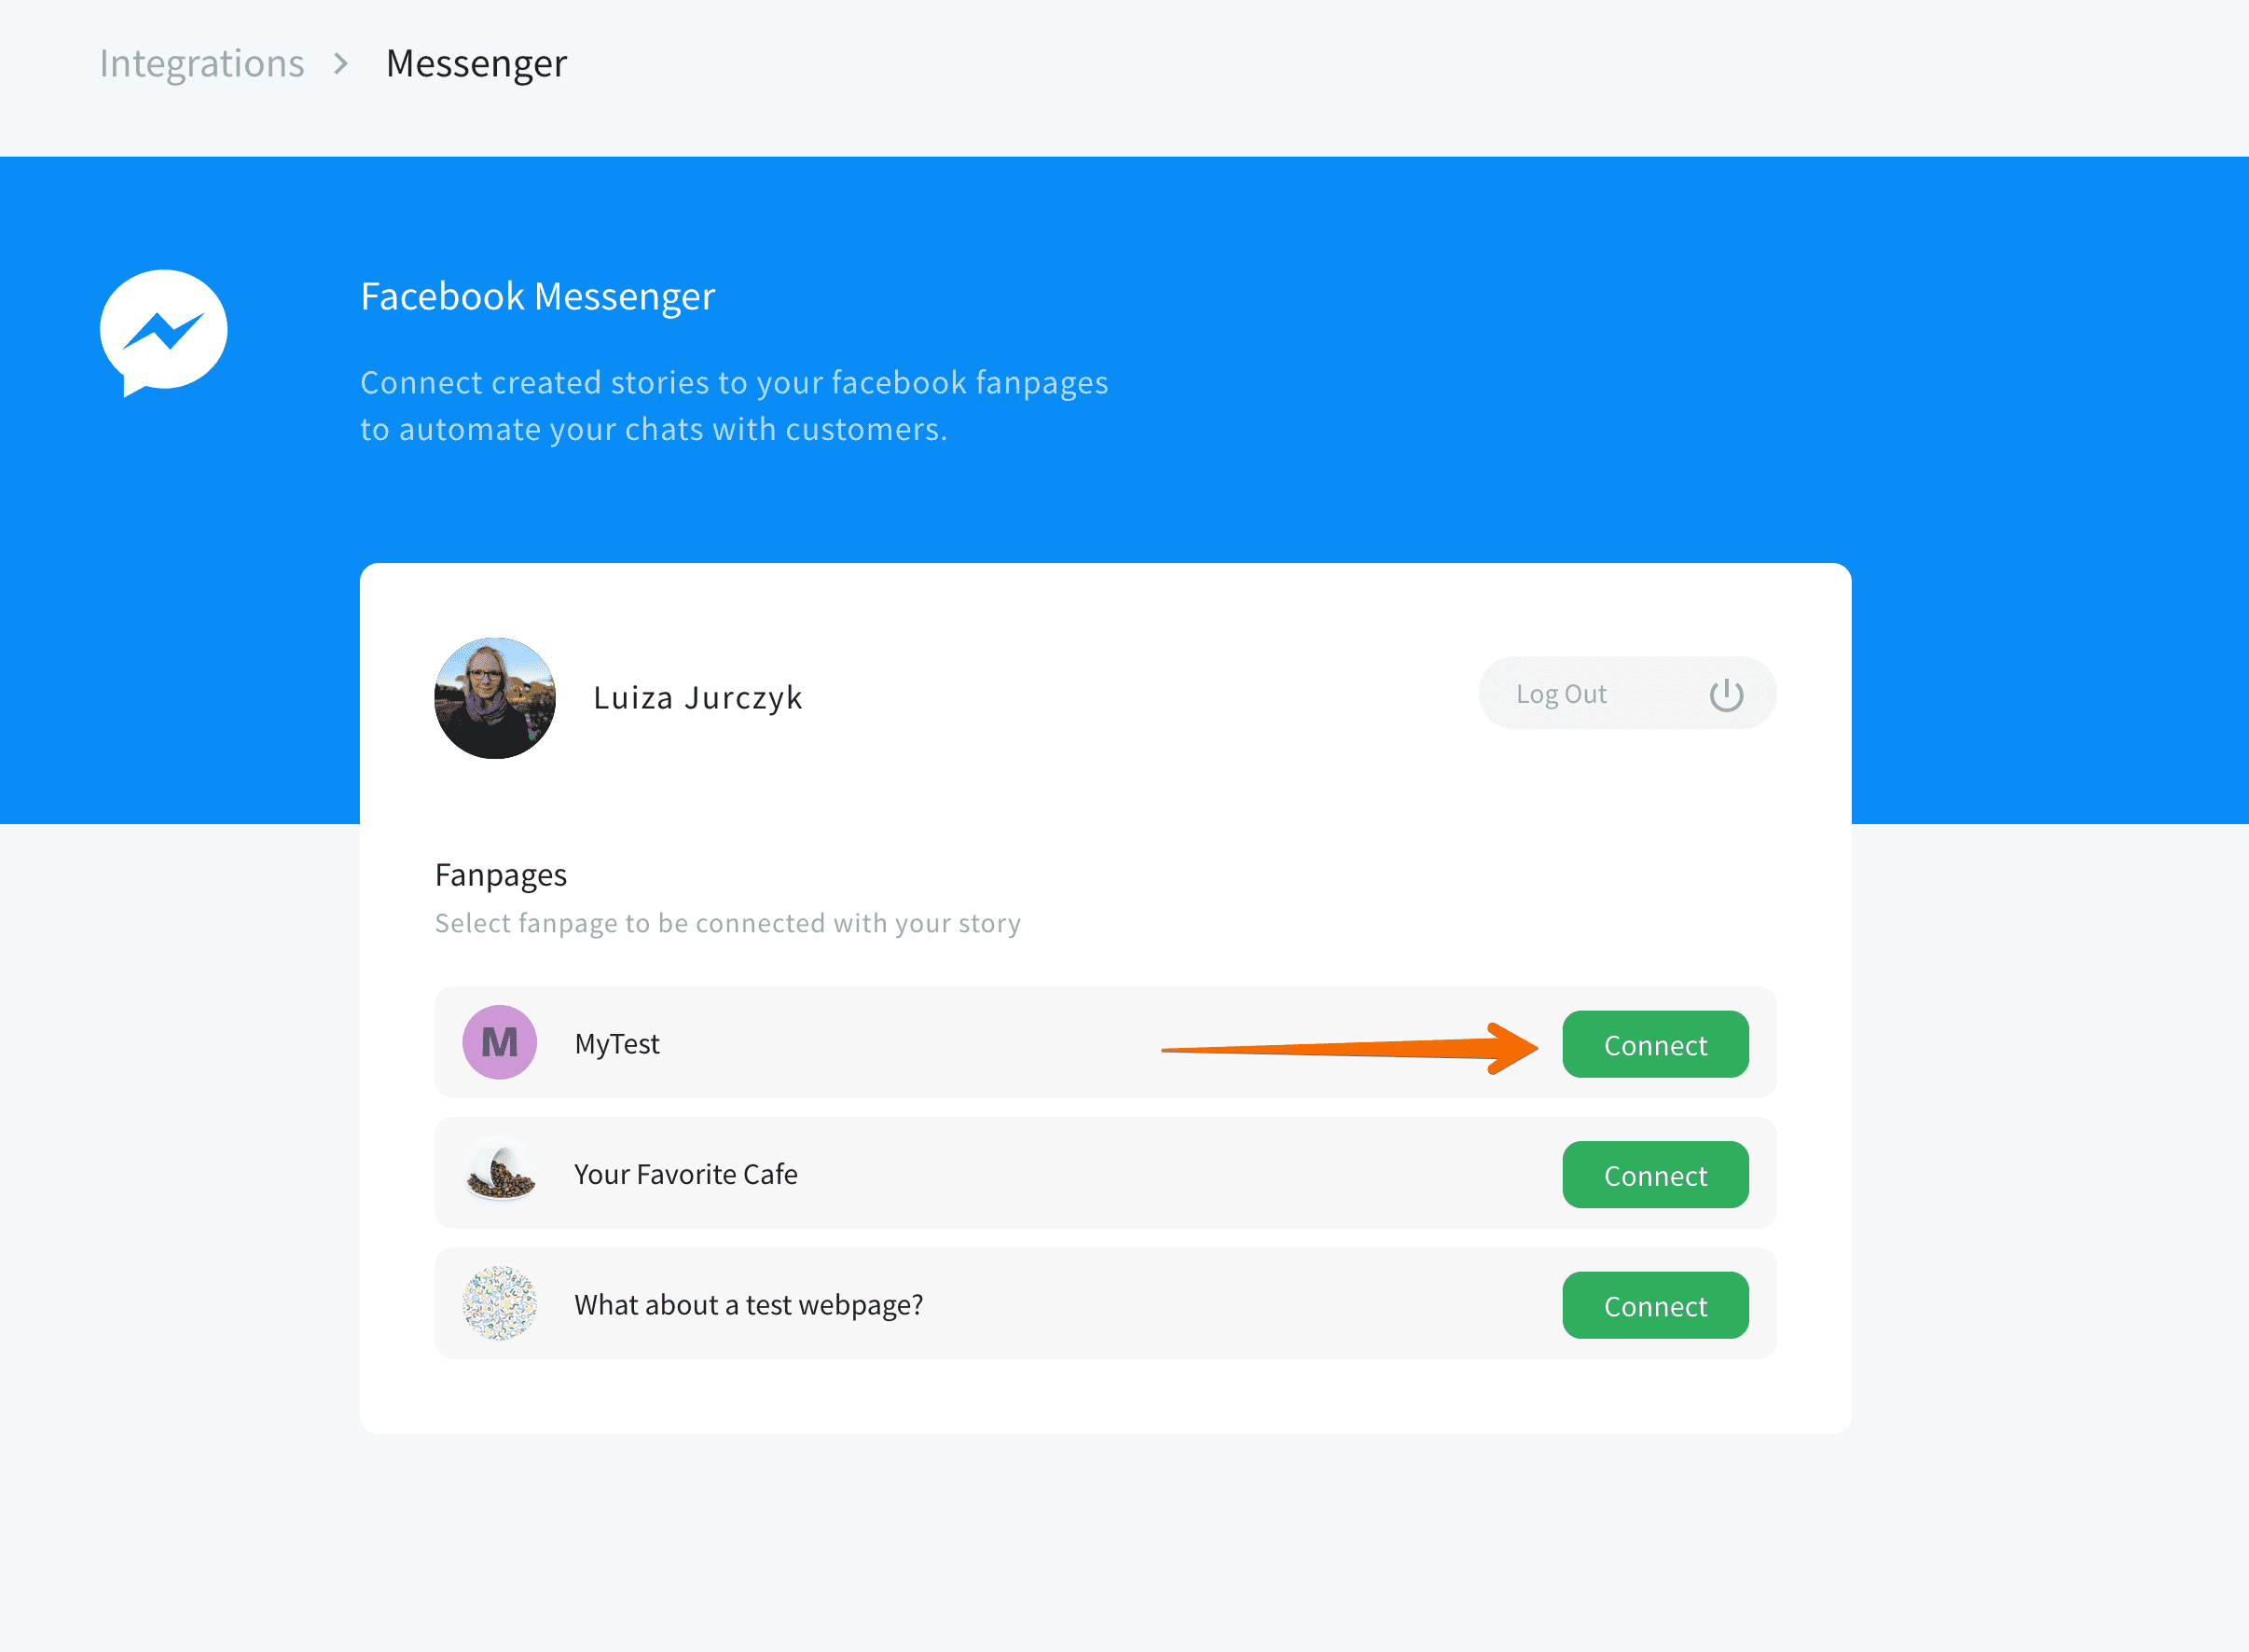 Integrations > Messenger
Facebook Messenger
Connect created stories to your facebook fanpages
to automate your chats with customers.
Luiza Jurczyk
Log Out
Fanpages
Select fanpage to be connected with your story
M MyTest Connect
Your Favorite Cafe Connect
What about a test webpage? Connect